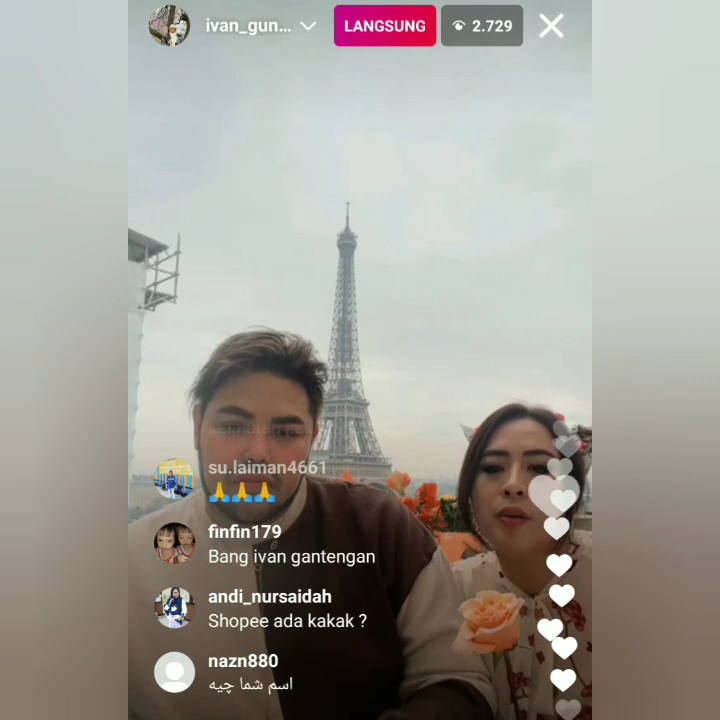 ivan_gun...
LANGSUNG
2.729
su.laiman4661
🙏🙏🙏
finfin179
Bang ivan gantengan
andi_nursaidah
Shopee ada kakak ?
nazn880
اسم شما چیه